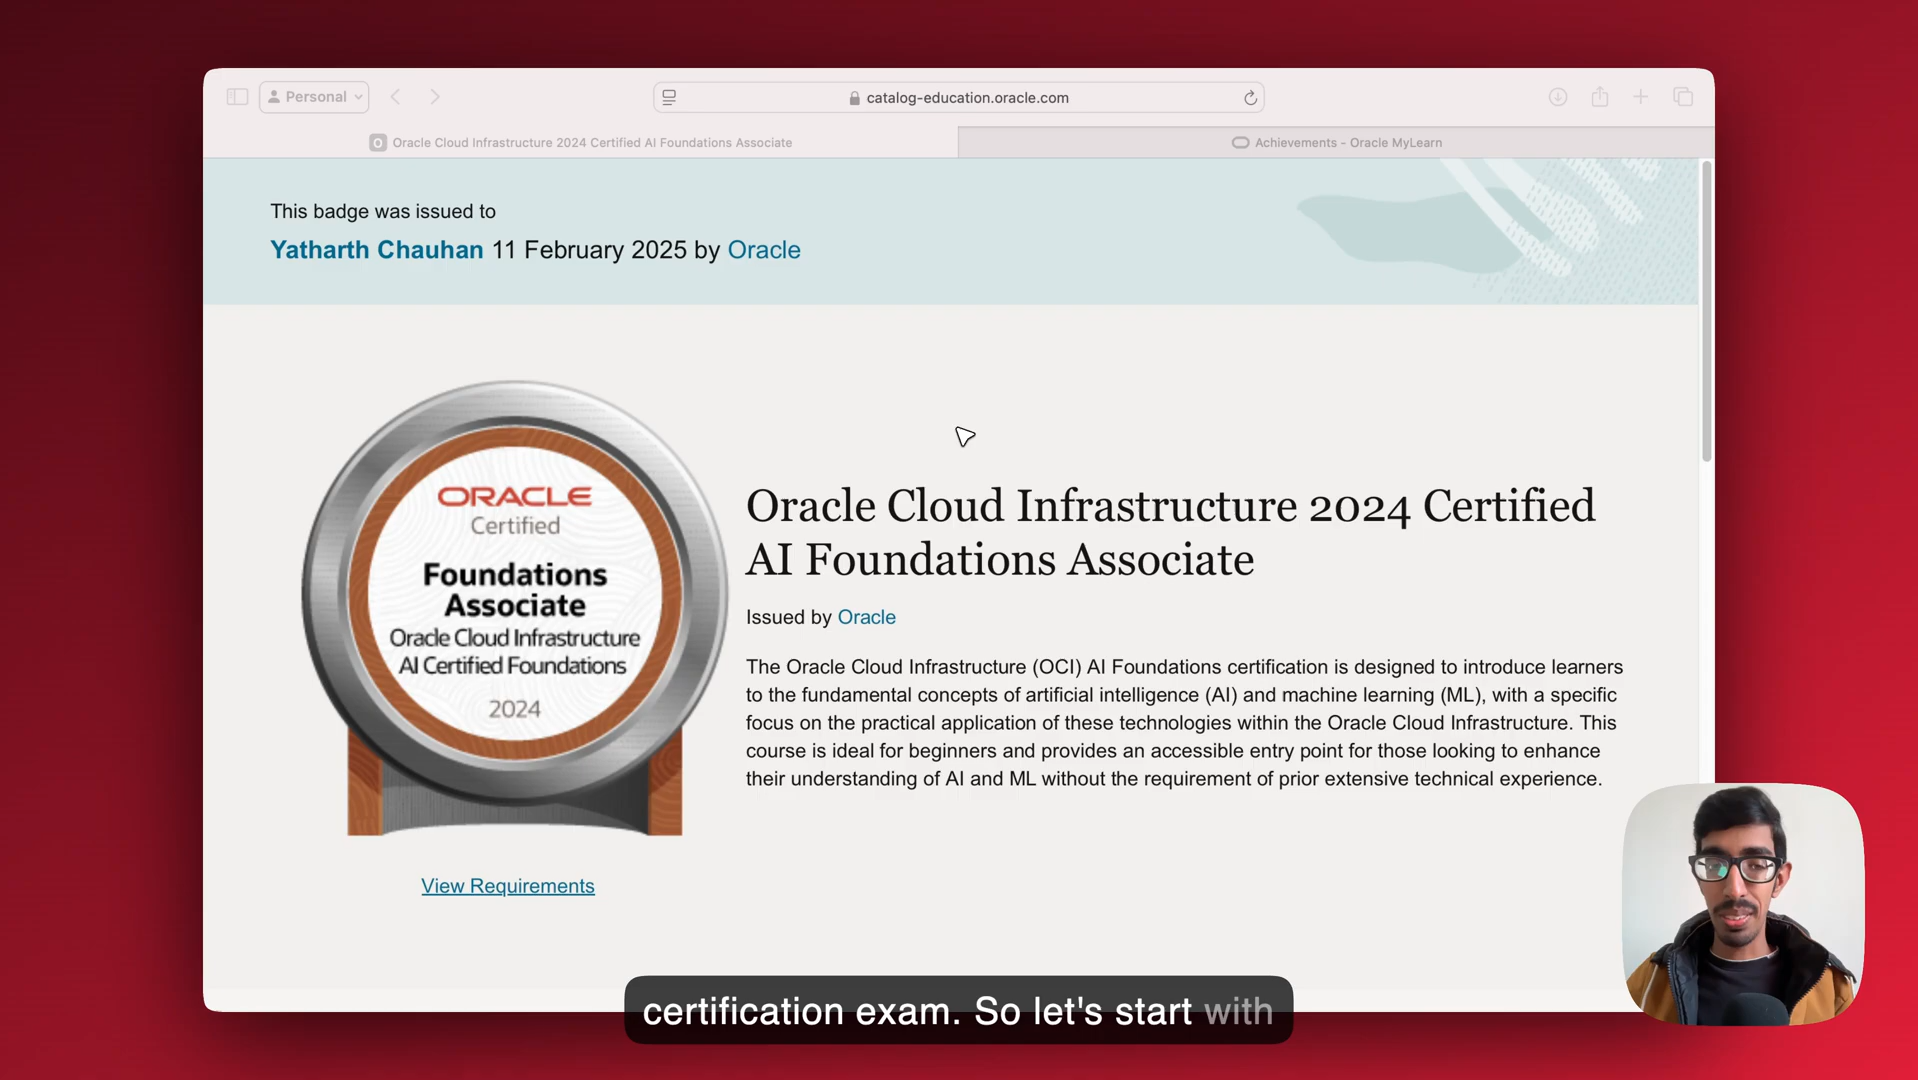 Personal
catalog-education.oracle.com
Oracle Cloud Infrastructure 2024 Certified AI Foundations Associate
Achievements - Oracle MyLearn
This badge was issued to
Yatharth Chauhan 11 February 2025 by Oracle
ORACLE
Certified
Foundations
Associate
Oracle Cloud Infrastructure
AI Certified Foundations
2024
View Requirements
Oracle Cloud Infrastructure 2024 Certified
AI Foundations Associate
Issued by Oracle
The Oracle Cloud Infrastructure (OCI) AI Foundations certification is designed to introduce learners
to the fundamental concepts of artificial intelligence (AI) and machine learning (ML), with a specific
focus on the practical application of these technologies within the Oracle Cloud Infrastructure. This
course is ideal for beginners and provides an accessible entry point for those looking to enhance
their understanding of AI and ML without the requirement of prior extensive technical experience.
certification exam. So let's start with